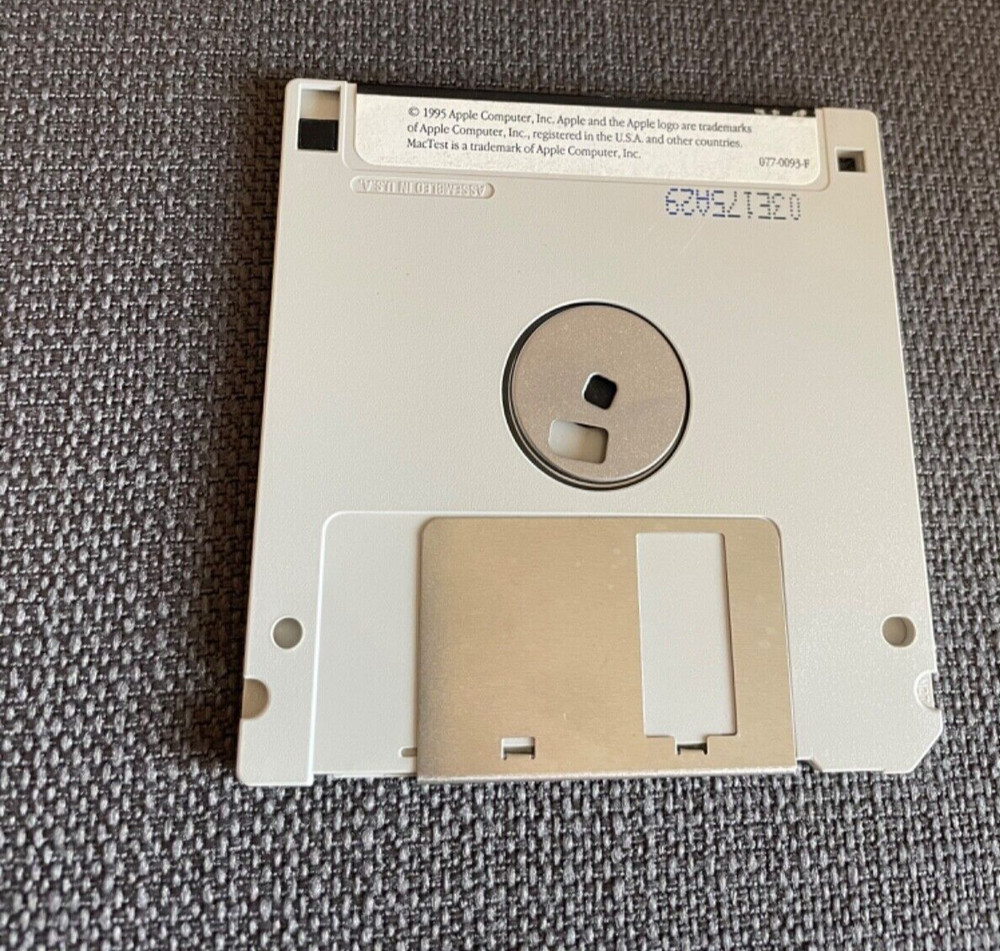 © 1995 Apple Computer, Inc. Apple and the Apple logo are trademarks
of Apple Computer, Inc., registered in the U.S.A. and other countries.
MacTest is a trademark of Apple Computer, Inc.
077-0093-F
ASSEMBLED IN U.S.A.
03E175A29